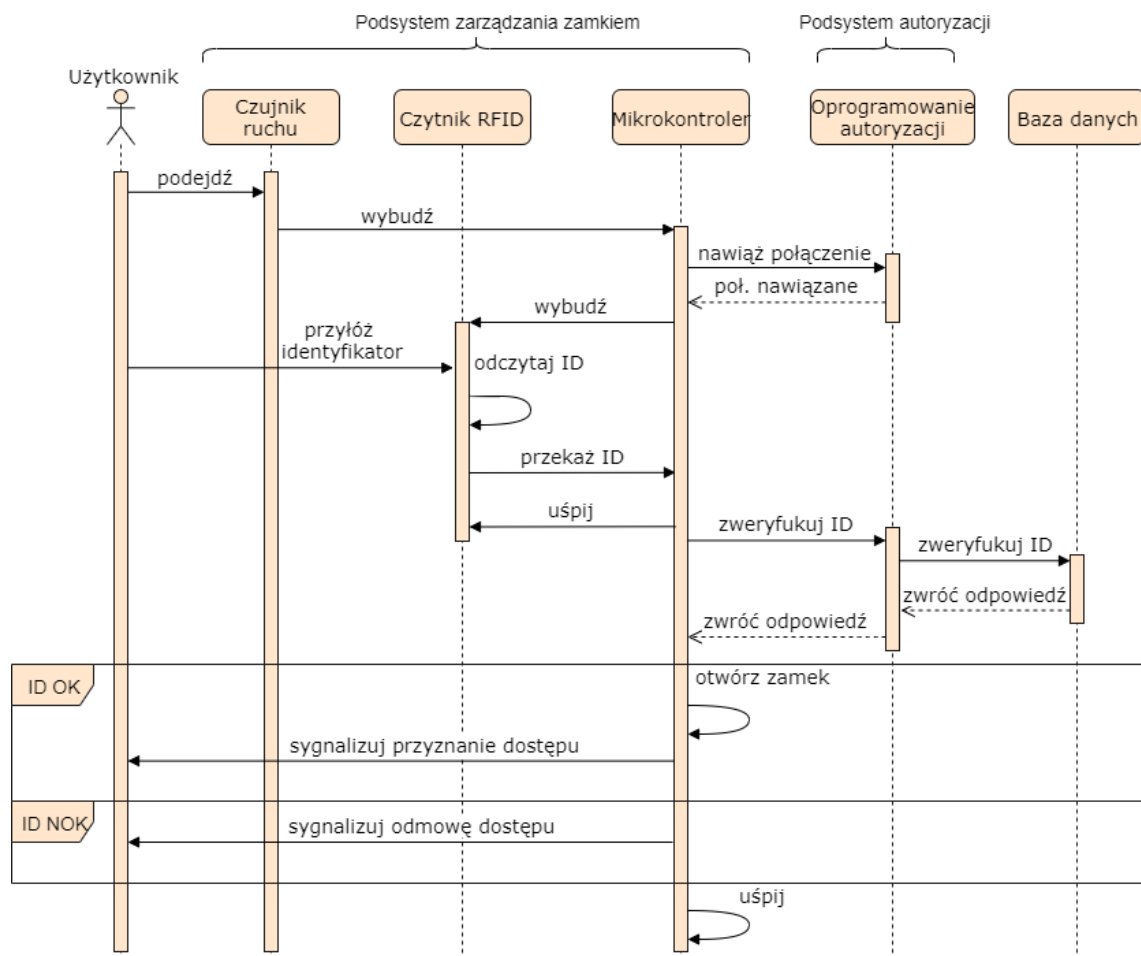 Podsystem zarządzania zamkiem
Podsystem autoryzacji
Użytkownik
Czujnik
ruchu
Czytnik RFID
Mikrokontroler
Oprogramowanie
autoryzacji
Baza danych
podejdź
wybudź
nawiąż połączenie
poł. nawiązane
wybudź
przyłóż
identyfikator
odczytaj ID
przekaż ID
uśpij
zweryfukuj ID
zweryfukuj ID
zwróć odpowiedź
zwróć odpowiedź
ID OK
otwórz zamek
sygnalizuj przyznanie dostępu
ID NOK
sygnalizuj odmowę dostępu
uśpij